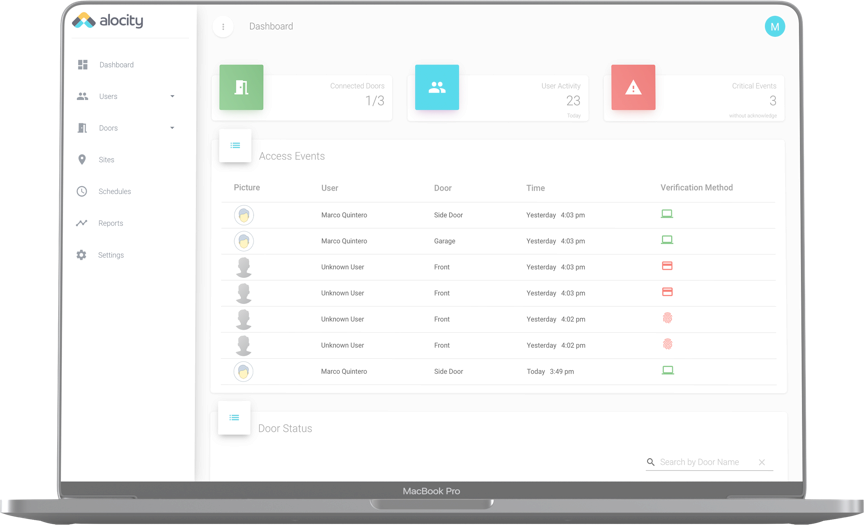 alocity
Dashboard
M
Dashboard
Users
Doors
Sites
Schedules
Reports
Settings
Connected Doors
1/3
User Activity
23
Today
Critical Events
3
without acknowledge
Access Events
Picture User Door Time Verification Method
Marco Quintero Side Door Yesterday 4:03 pm
Marco Quintero Garage Yesterday 4:03 pm
Unknown User Front Yesterday 4:03 pm
Unknown User Front Yesterday 4:03 pm
Unknown User Front Yesterday 4:02 pm
Unknown User Front Yesterday 4:02 pm
Marco Quintero Side Door Today 3:49 pm
Door Status
Search by Door Name
MacBook Pro